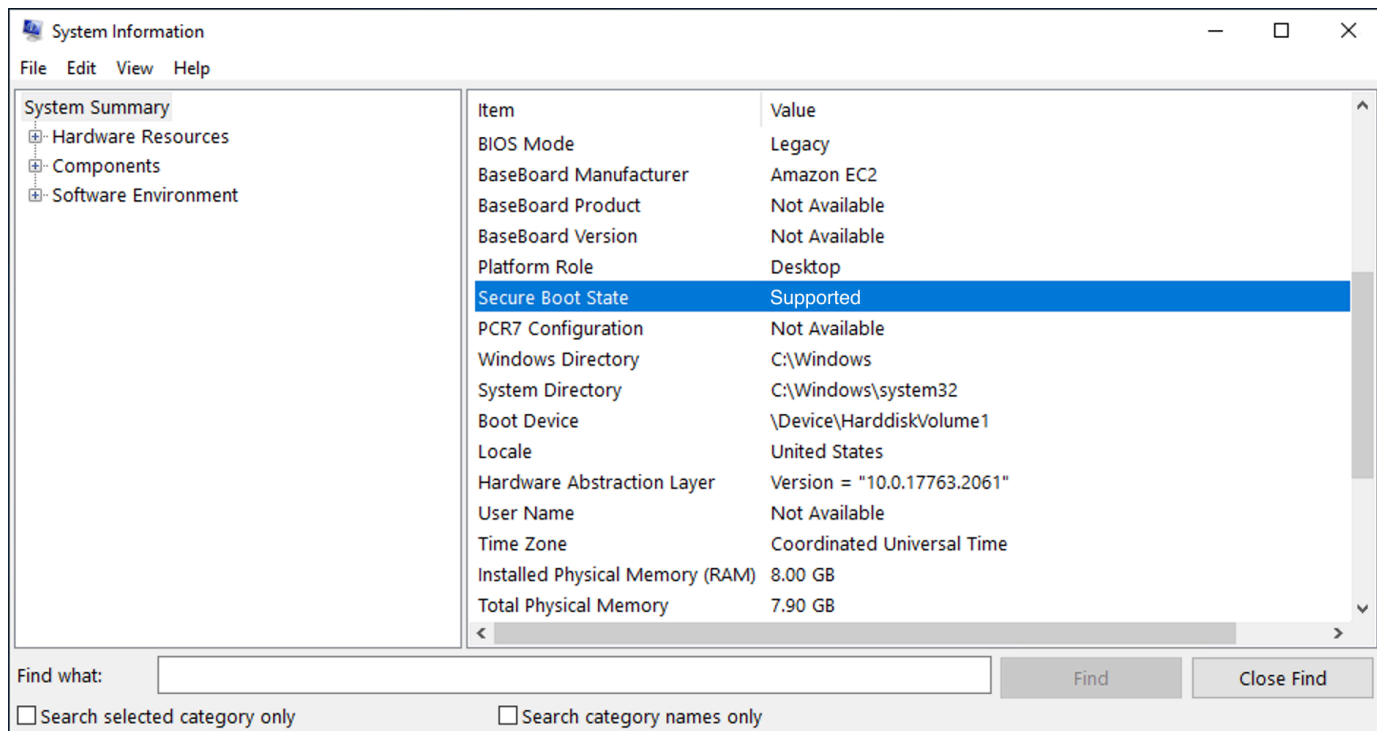 System Information
File Edit View Help
System Summary
Hardware Resources
Components
Software Environment
Item Value
BIOS Mode Legacy
BaseBoard Manufacturer Amazon EC2
BaseBoard Product Not Available
BaseBoard Version Not Available
Platform Role Desktop
Secure Boot State Supported
PCR7 Configuration Not Available
Windows Directory C:\Windows
System Directory C:\Windows\system32
Boot Device \Device\HarddiskVolume1
Locale United States
Hardware Abstraction Layer Version = "10.0.17763.2061"
User Name Not Available
Time Zone Coordinated Universal Time
Installed Physical Memory (RAM) 8.00 GB
Total Physical Memory 7.90 GB
Find what: Find Close Find
Search selected category only Search category names only